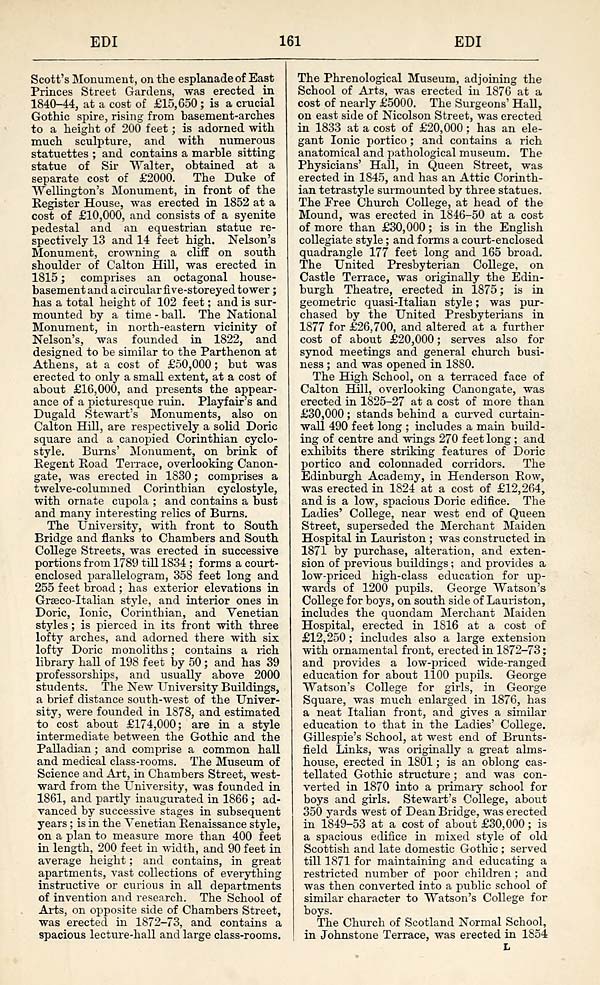 EDI 161 EDI
Scott's Monument, on the esplanade of East
Princes Street Gardens, was erected in
1840-44, at a cost of £15,650; is a crucial
Gothic spire, rising from basement-arches
to a height of 200 feet; is adorned with
much sculpture, and with numerous
statuettes; and contains a marble sitting
statue of Sir Walter, obtained at a
separate cost of £2000. The Duke of
Wellington's Monument, in front of the
Register House, was erected in 1852 at a
cost of £10,000, and consists of a syenite
pedestal and an equestrian statue re-
spectively 13 and 14 feet high. Nelson's
Monument, crowning a cliff on south
shoulder of Calton Hill, was erected in
1815; comprises an octagonal house-
basement and a circular five-storeyed tower;
has a total height of 102 feet; and is sur-
mounted by a time-ball. The National
Monument, in north-eastern vicinity of
Nelson's, was founded in 1822, and
designed to be similar to the Parthenon at
Athens, at a cost of £50,000; but was
erected to only a small extent, at a cost of
about £16,000, and presents the appear-
ance of a picturesque ruin. Playfair's and
Dugald Stewart's Monuments, also on
Calton Hill, are respectively a solid Doric
square and a canopied Corinthian cyclo-
style. Burns' Monument, on brink of
Regent Road Terrace, overlooking Canon-
gate, was erected in 1830; comprises a
twelve-columned Corinthian cyclostyle,
with ornate cupola; and contains a bust
and many interesting relics of Burns.
The University, with front to South
Bridge and flanks to Chambers and South
College Streets, was erected in successive
portions from 1789 till 1834; forms a court-
enclosed parallelogram, 358 feet long and
255 feet broad; has exterior elevations in
Græco-Italian style, and interior ones in
Doric, Ionic, Corinthian, and Venetian
styles; is pierced in its front with three
lofty arches, and adorned there with six
lofty Doric monoliths; contains a rich
library hall of 198 feet by 50; and has 39
professorships, and usually above 2000
students. The New University Buildings,
a brief distance south-west of the Univer-
sity, were founded in 1878, and estimated
to cost about £174,000; are in a style
intermediate between the Gothic and the
Palladian; and comprise a common hall
and medical class-rooms. The Museum of
Science and Art, in Chambers Street, west-
ward from the University, was founded in
1861, and partly inaugurated in 1866; ad-
vanced by successive stages in subsequent
years; is in the Venetian Renaissance style,
on a plan to measure more than 400 feet
in length, 200 feet in width, and 90 feet in
average height; and contains, in great
apartments, vast collections of everything
instructive or curious in all departments
of invention and research. The School of
Arts, on opposite side of Chambers Street,
was erected in 1872-73, and contains a
spacious lecture-hall and large class-rooms.
The Phrenological Museum, adjoining the
School of Arts, was erected in 1876 at a
cost of nearly £5000. The Surgeons' Hall,
on east side of Nicolson Street, was erected
in 1833 at a cost of £20,000; has an ele-
gant Ionic portico; and contains a rich
anatomical and pathological museum. The
Physicians' Hall, in Queen Street, was
erected in 1845, and has an Attic Corinth-
ian tetrastyle surmounted by three statues.
The Free Church College, at head of the
Mound, was erected in 1846-50 at a cost
of more than £30,000; is in the English
collegiate style; and forms a court-enclosed
quadrangle 177 feet long and 165 broad.
The United Presbyterian College, on
Castle Terrace, was originally the Edin-
burgh Theatre, erected in 1875; is in
geometric quasi-Italian style; was pur-
chased by the United Presbyterians in
1877 for £26,700, and altered at a further
cost of about £20,000; serves also for
synod meetings and general church busi-
ness; and was opened in 1880.
The High School, on a terraced face of
Calton Hill, overlooking Canongate, was
erected in 1825-27 at a cost of more than
£30,000; stands behind a curved curtain-
wall 490 feet long; includes a main build-
ing of centre and wings 270 feet long; and
exhibits there striking features of Doric
portico and colonnaded corridors. The
Edinburgh Academy, in Henderson Row,
was erected in 1824 at a cost of £12,264,
and is a low, spacious Doric edifice. The
Ladies' College, near west end of Queen
Street, superseded the Merchant Maiden
Hospital in Lauriston; was constructed in
1871 by purchase, alteration, and exten-
sion of previous buildings; and provides a
low-priced high-class education for up-
wards of 1200 pupils. George Watson's
College for boys, on south side of Lauriston,
includes the quondam Merchant Maiden
Hospital, erected in 1816 at a cost of
£12,250; includes also a large extension
with ornamental front, erected in 1872-73;
and provides a low-priced wide-ranged
education for about 1100 pupils. George
Watson's College for girls, in George
Square, was much enlarged in 1876, has
a neat Italian front, and gives a similar
education to that in the Ladies' College.
Gillespie's School, at west end of Brunts-
field Links, was originally a great alms-
house, erected in 1801; is an oblong cas-
tellated Gothic structure; and was con-
verted in 1870 into a primary school for
boys and girls. Stewart's College, about
350 yards west of Dean Bridge, was erected
in 1849-53 at a cost of about £30,000; is
a spacious edifice in mixed style of old
Scottish and late domestic Gothic; served
till 1871 for maintaining and educating a
restricted number of poor children; and
was then converted into a public school of
similar character to Watson's College for
boys.
The Church of Scotland Normal School,
in Johnstone Terrace, was erected in 1854
L